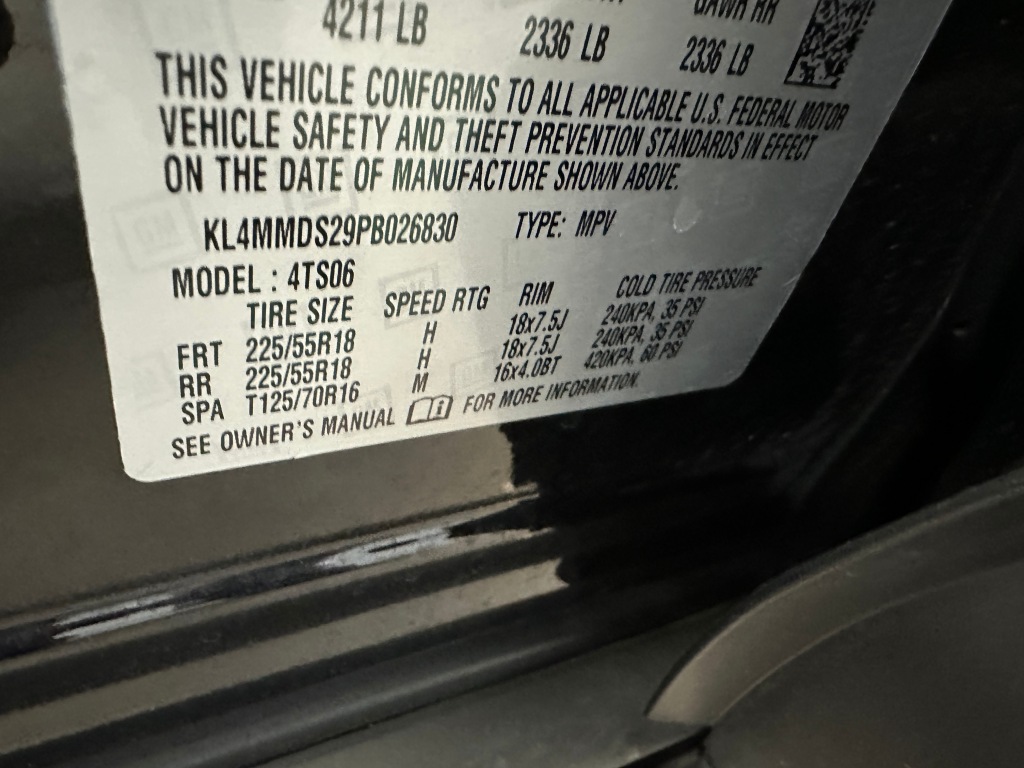 GAWR RR
4211 LB 2336 LB 2336 LB
THIS VEHICLE CONFORMS TO ALL APPLICABLE U.S. FEDERAL MOTOR
VEHICLE SAFETY AND THEFT PREVENTION STANDARDS IN EFFECT
ON THE DATE OF MANUFACTURE SHOWN ABOVE.
KL4MMDS29PB026830 TYPE: MPV
MODEL : 4TS06
TIRE SIZE SPEED RTG RIM COLD TIRE PRESSURE
FRT 225/55R18 H 18x7.5J 240KPA, 35 PSI
RR 225/55R18 H 18x7.5J 240KPA, 35 PSI
SPA T125/70R16 M 16x4.0BT 420KPA, 60 PSI
SEE OWNER'S MANUAL FOR MORE INFORMATION.